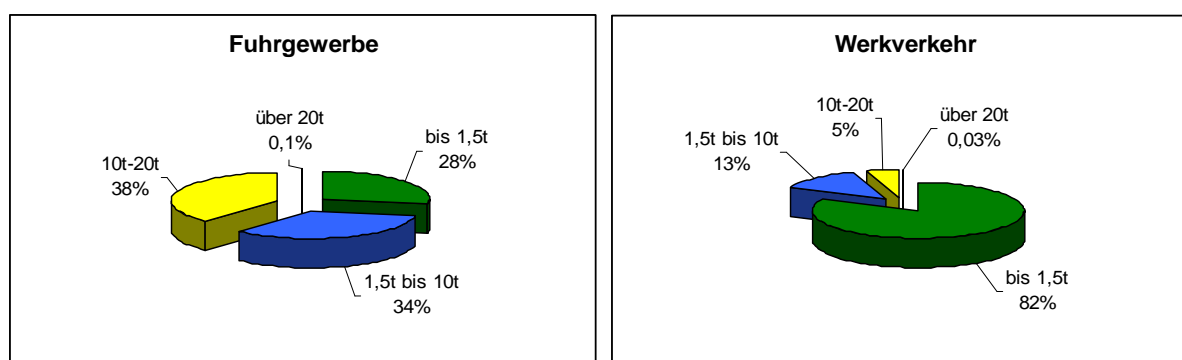 Fuhrgewerbe
über 20t
0,1%
bis 1,5t
28%
10t-20t
38%
1,5t bis 10t
34%
Werkverkehr
10t-20t
5%
über 20t
0,03%
1,5t bis 10t
13%
bis 1,5t
82%